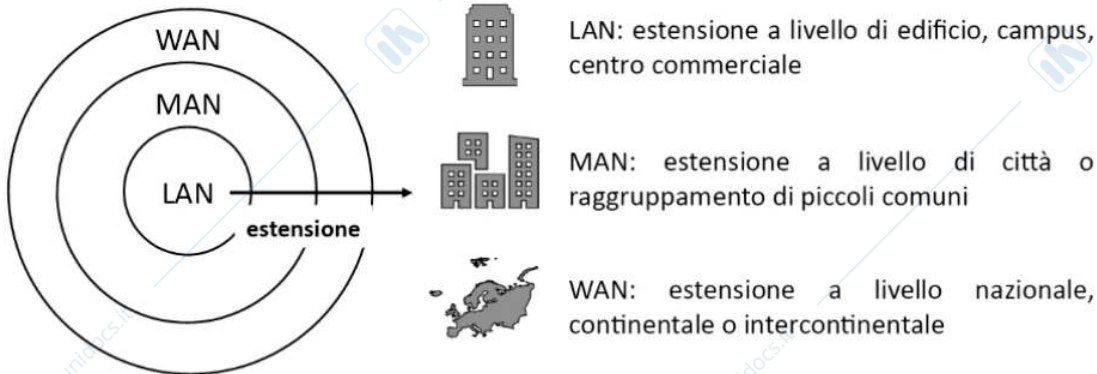 WAN
MAN
LAN
estensione
LAN: estensione a livello di edificio, campus,
centro commerciale
MAN: estensione a livello di città o
raggruppamento di piccoli comuni
WAN: estensione a livello nazionale,
continentale o intercontinentale